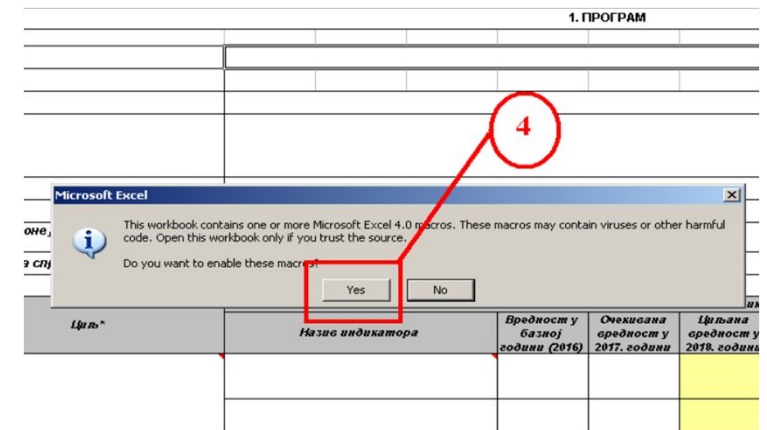 1. ПРОГРАМ
4
Microsoft Excel
This workbook contains one or more Microsoft Excel 4.0 macros. These macros may contain viruses or other harmful
code. Open this workbook only if you trust the source.
Do you want to enable these macros?
Yes No
Циљ*
Назив индикатора
Вредност у
базној
години (2016)
Очекивана
вредност у
2017. години
Циљана
вредност у
2018. години